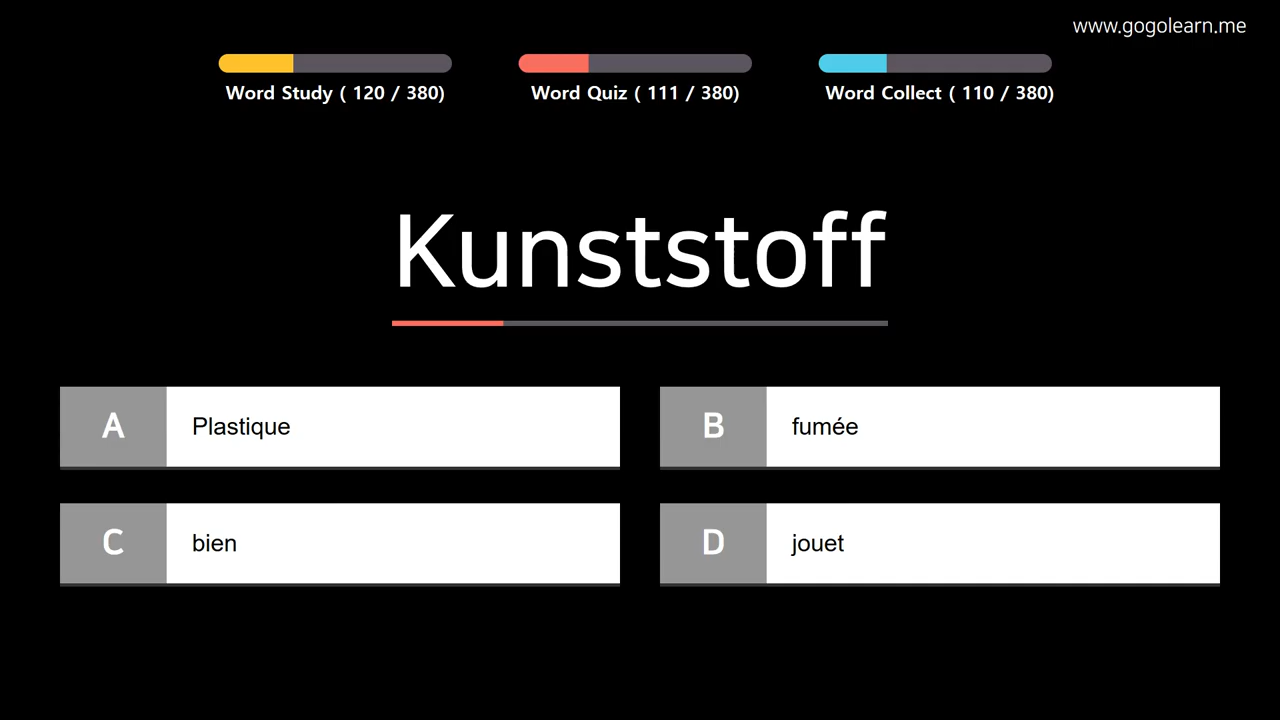 www.gogolearn.me
Word Study ( 120 / 380)
Word Quiz ( 111 / 380)
Word Collect ( 110 / 380)
Kunststoff
A Plastique
B fumée
C bien
D jouet